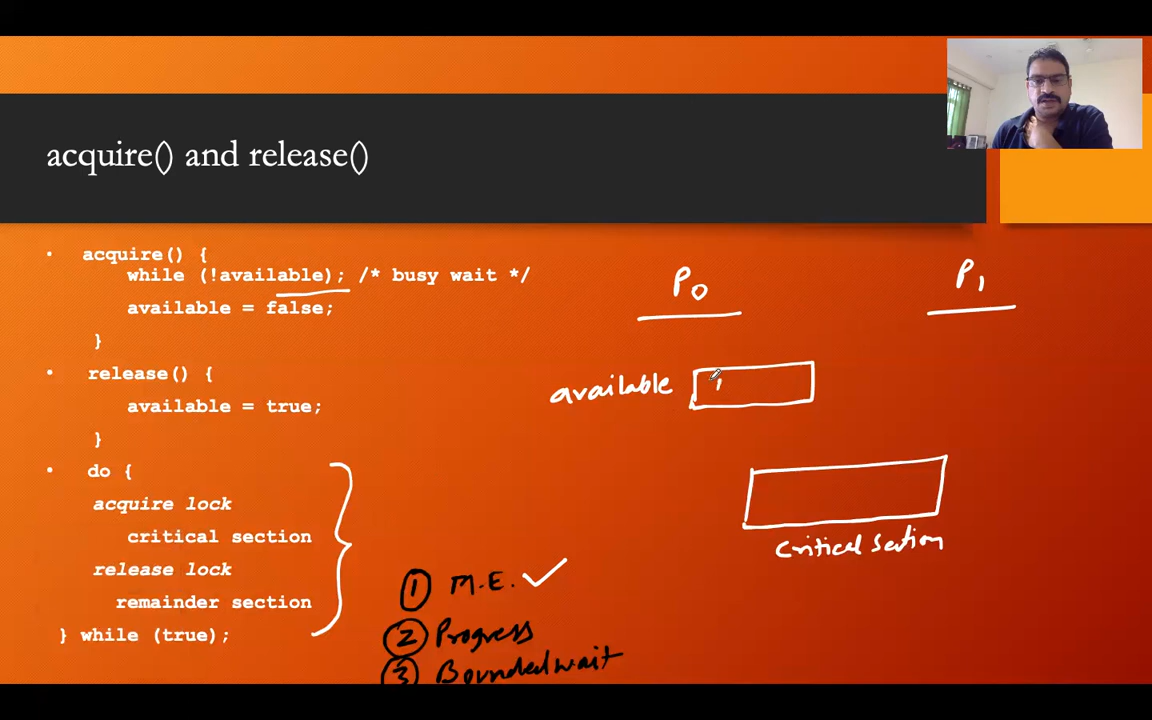 acquire() and release()
▪ acquire() {
while (!available); /* busy wait */
available = false;
}
• release() {
available = true;
}
• do {
acquire lock
critical section
release lock
remainder section
} while (true);
P0
P1
available
critical section
① M.E. ✓
② Progress
③ Bounded wait